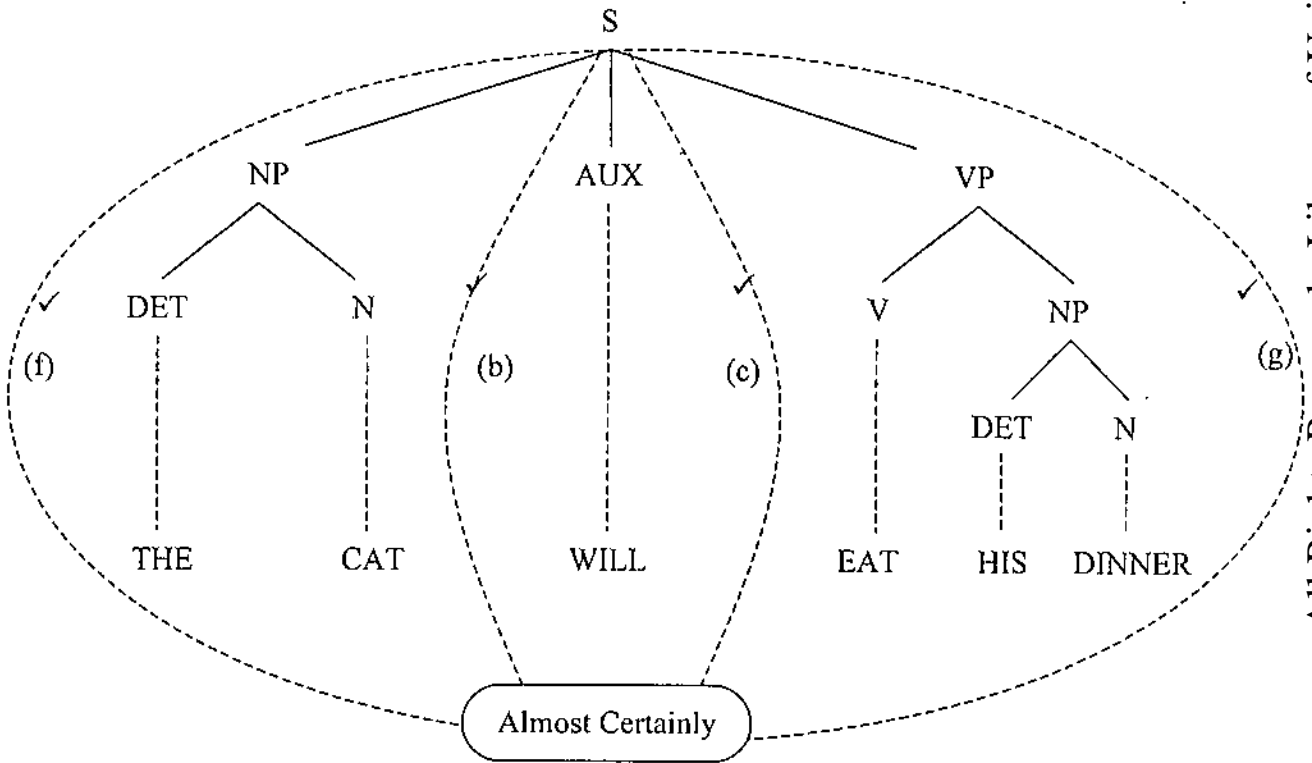 S
NP AUX VP
DET N V NP
(f) (b) (c) (g)
DET N
THE CAT WILL EAT HIS DINNER
Almost Certainly